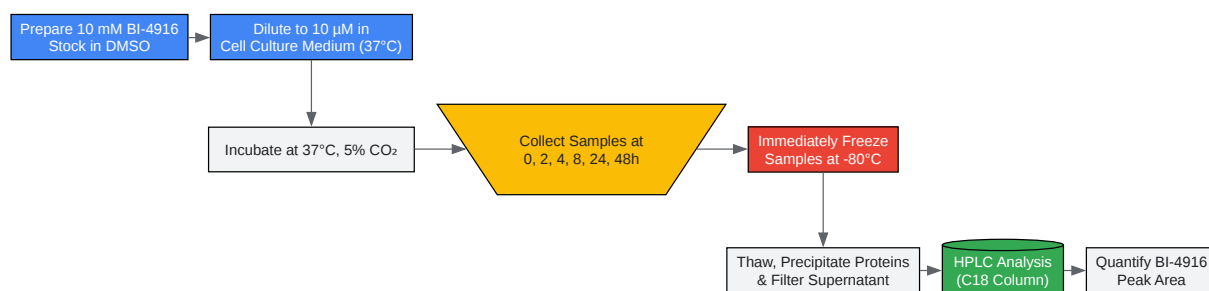 Prepare 10 mM BI-4916
Stock in DMSO
Dilute to 10 µM in
Cell Culture Medium (37°C)
Incubate at 37°C, 5% CO₂
Collect Samples at
0, 2, 4, 8, 24, 48h
Immediately Freeze
Samples at -80°C
Thaw, Precipitate Proteins
& Filter Supernatant
HPLC Analysis
(C18 Column)
Quantify BI-4916
Peak Area